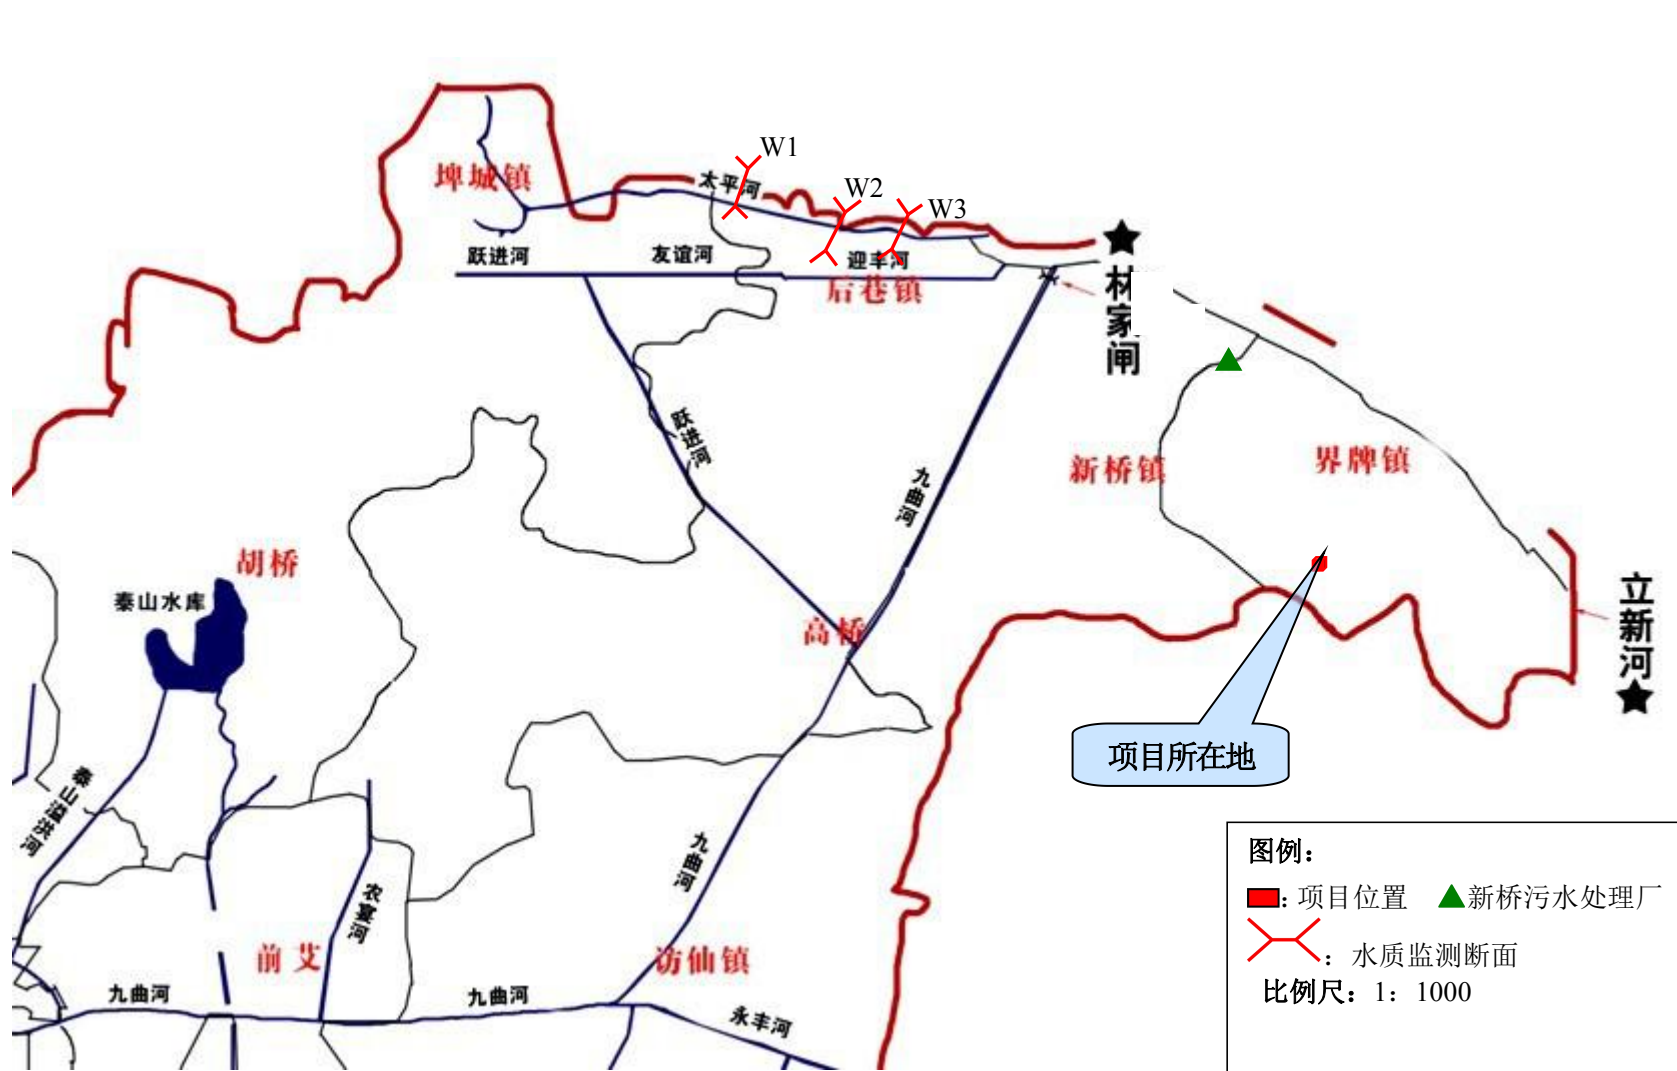 W1
埤城镇
太平河
W2
W3
跃进河
友谊河
迎丰河
后巷镇
林家闸
跃进河
九曲河
新桥镇
界牌镇
胡桥
泰山水库
高桥
立新河
项目所在地
泰山溢洪河
九曲河
农宴河
前艾
访仙镇
九曲河
九曲河
永丰河
图例：
：项目位置 新桥污水处理厂
：水质监测断面
比例尺：1：1000